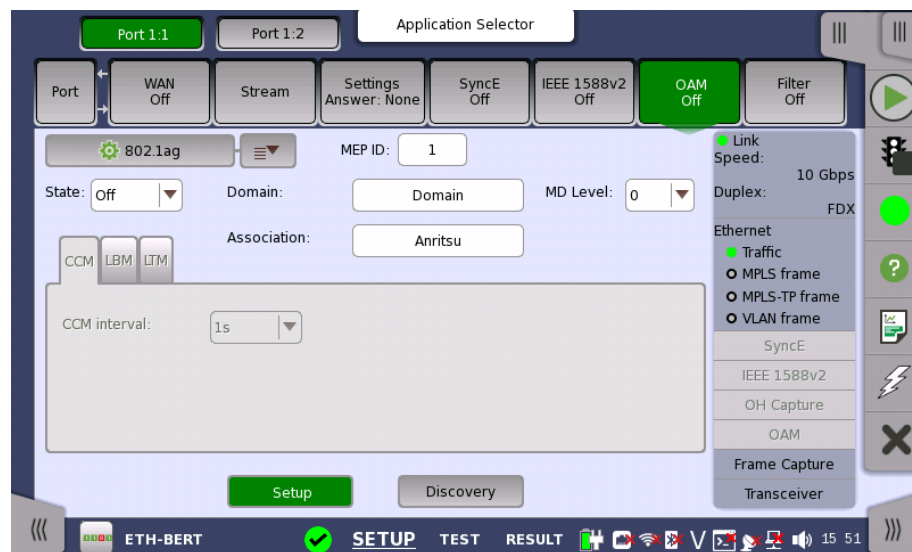 Application Selector
Port 1:1
Port 1:2
Port
WAN
Off
Stream
Settings
Answer: None
SyncE
Off
IEEE 1588v2
Off
OAM
Off
Filter
Off
802.1ag
MEP ID:
1
State:
Off
Domain:
Domain
MD Level:
0
Association:
Anritsu
CCM
LBM
LTM
CCM interval:
1s
Setup
Discovery
Link
Speed:
10 Gbps
Duplex:
FDX
Ethernet
Traffic
MPLS frame
MPLS-TP frame
VLAN frame
SyncE
IEEE 1588v2
OH Capture
OAM
Frame Capture
Transceiver
ETH-BERT
SETUP
TEST
RESULT
15 51